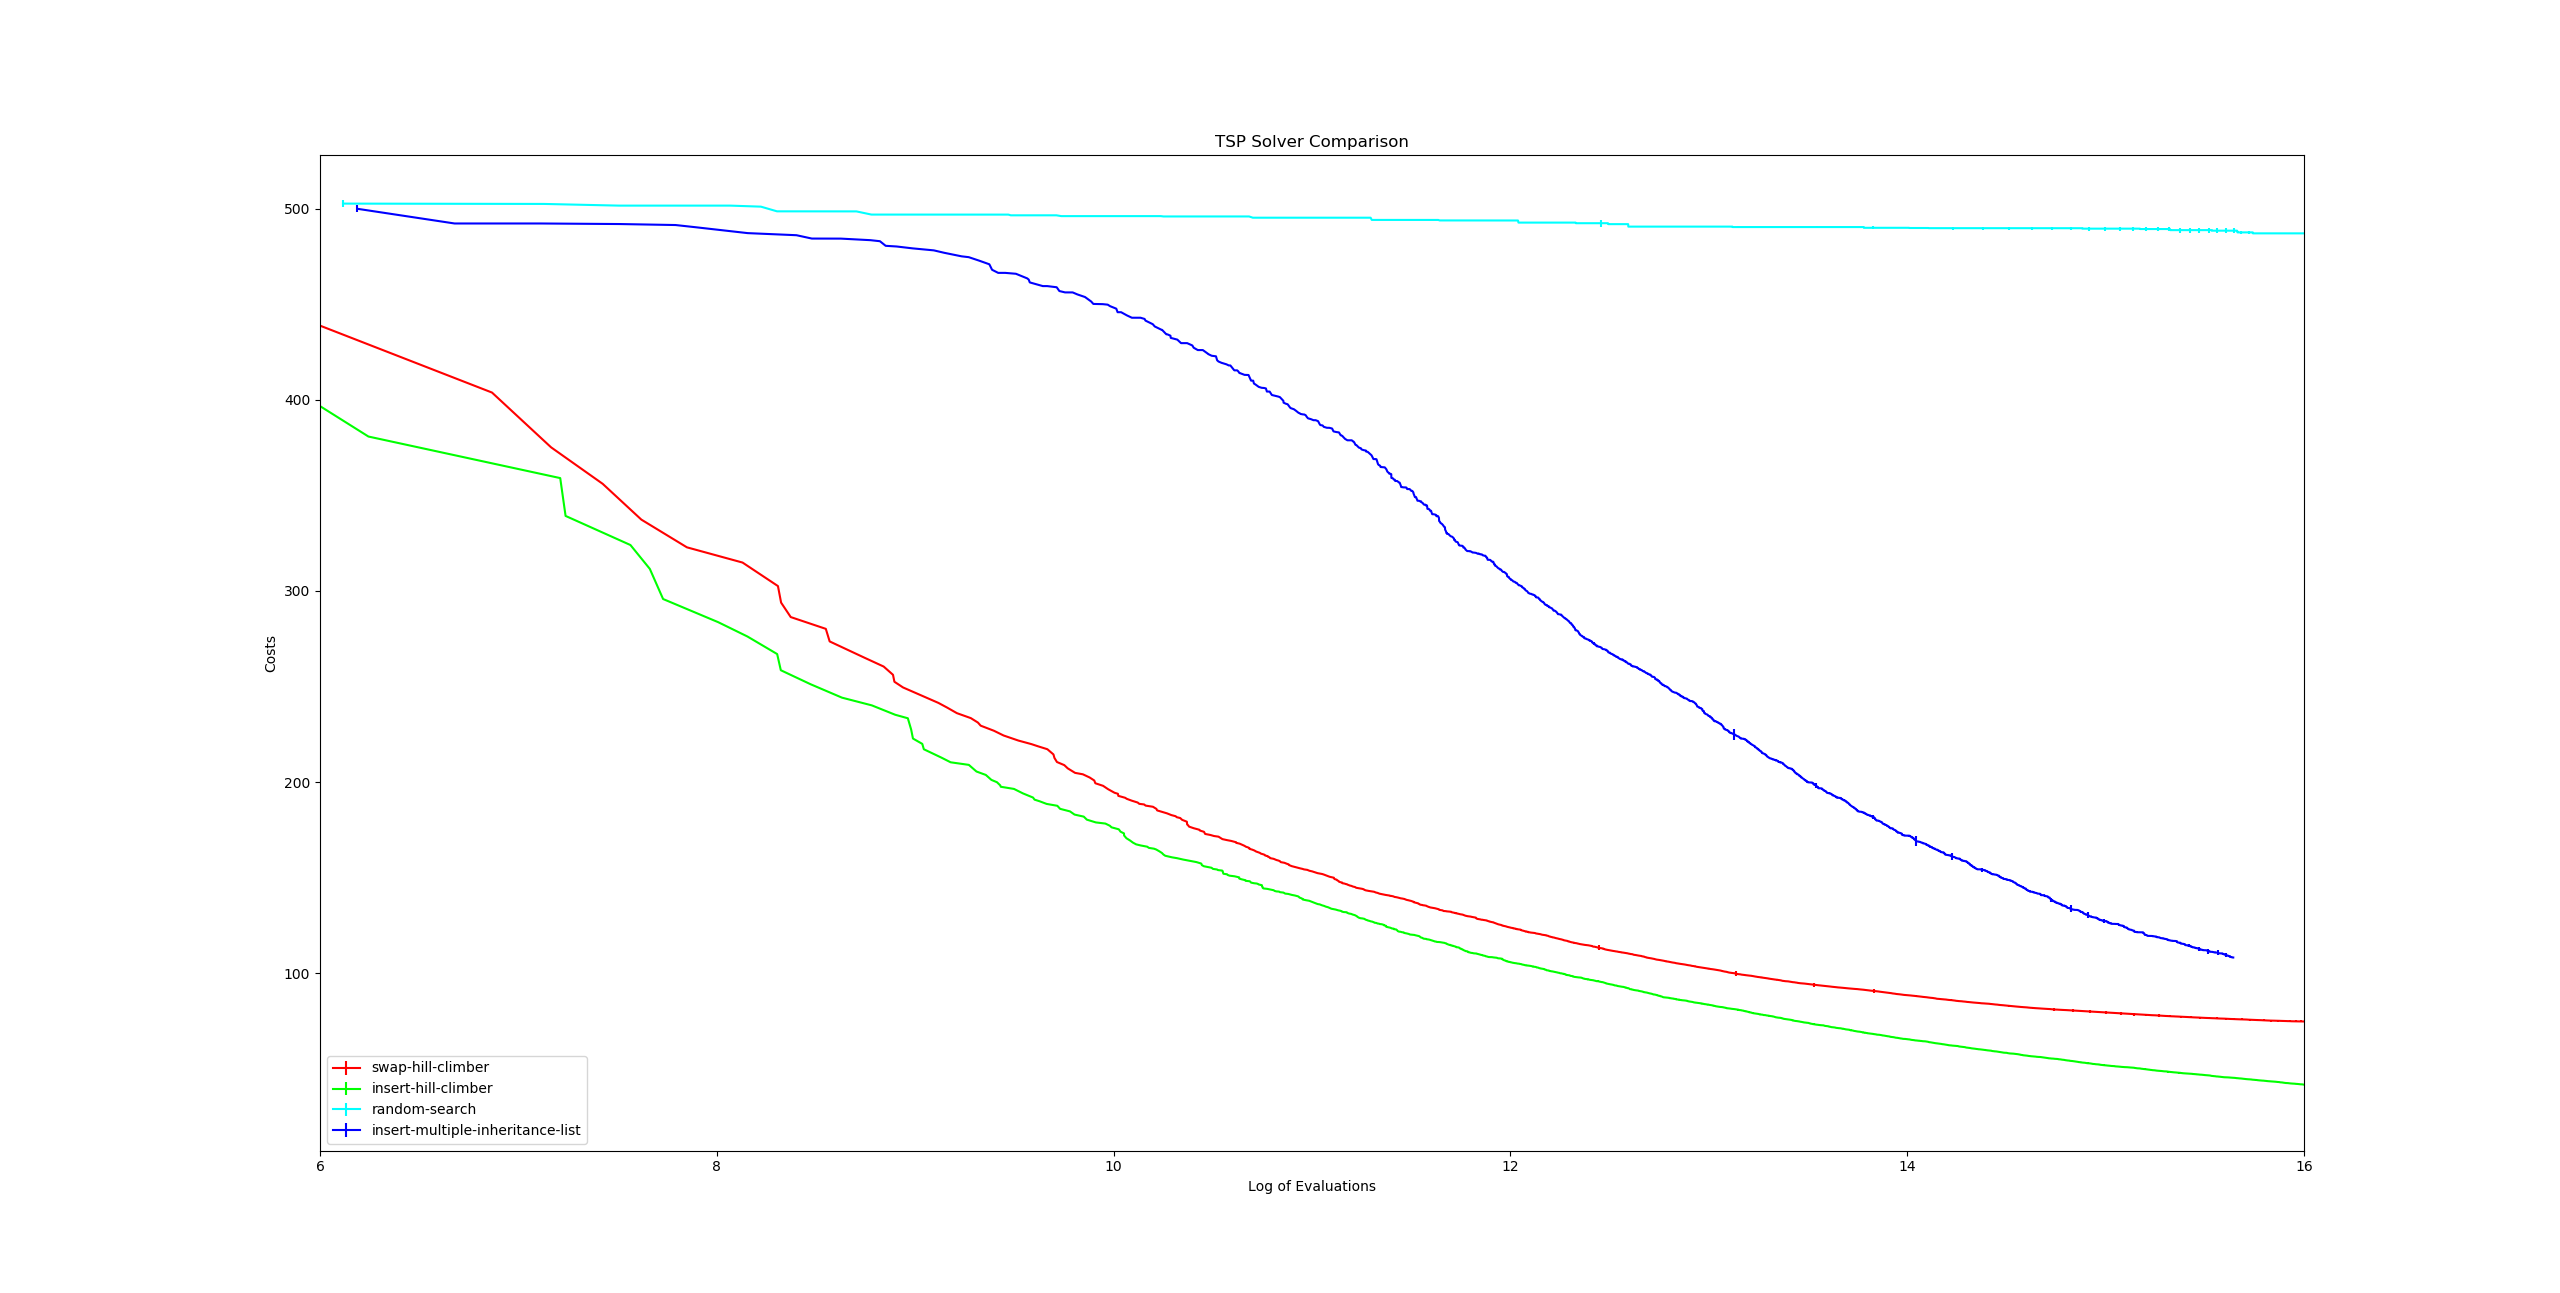 TSP Solver Comparison
500
400
300
200
100
Costs
swap-hill-climber
insert-hill-climber
random-search
insert-multiple-inheritance-list
6 8 10 12 14 16
Log of Evaluations